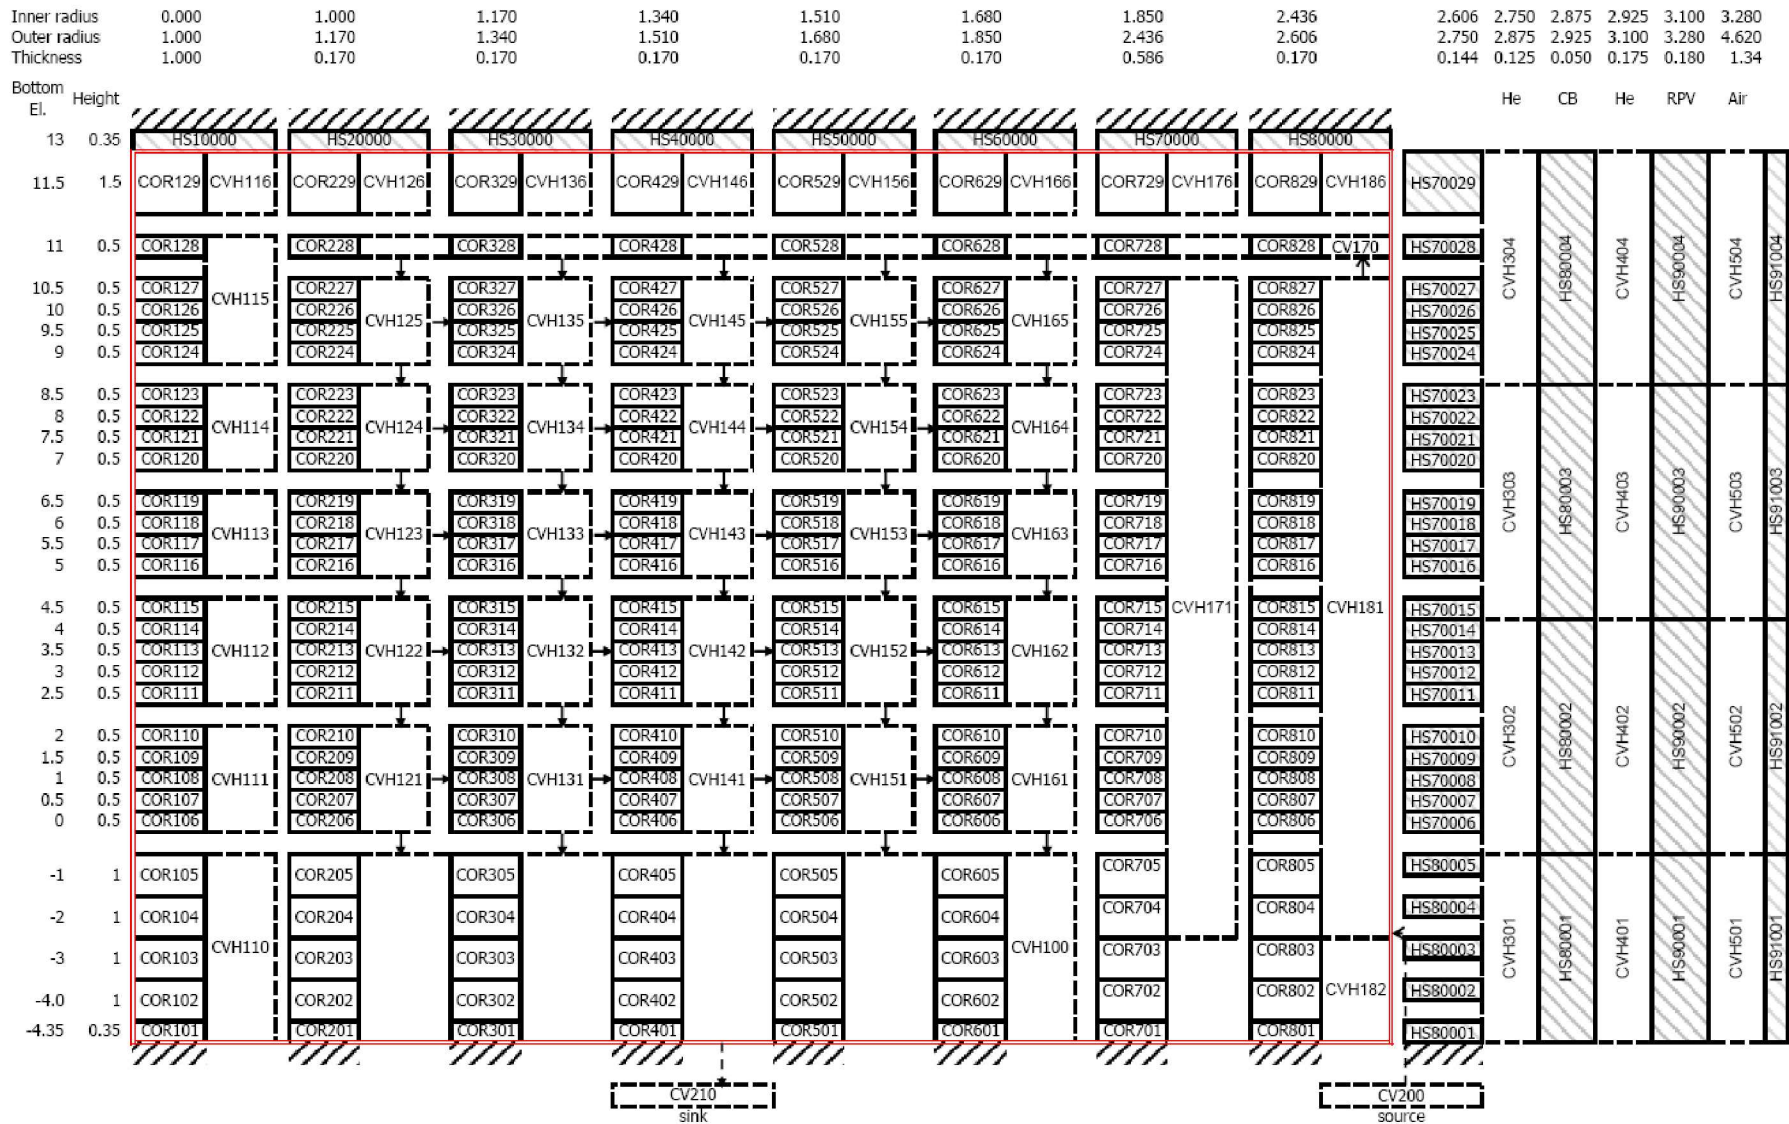 Inner radius 0.000 1.000 1.170 1.340 1.510 1.680 1.850 2.436 2.606 2.750 2.875 2.925 3.100 3.280
Outer radius 1.000 1.170 1.340 1.510 1.680 1.850 2.436 2.606 2.750 2.875 2.925 3.100 3.280 4.620
Thickness 1.000 0.170 0.170 0.170 0.170 0.170 0.586 0.170 0.144 0.125 0.050 0.175 0.180 1.34
Bottom El. Height He CB He RPV Air
13 0.35 HS10000 HS20000 HS30000 HS40000 HS50000 HS60000 HS70000 HS80000
11.5 1.5 COR129 CVH116 COR229 CVH126 COR329 CVH136 COR429 CVH146 COR529 CVH156 COR629 CVH166 COR729 CVH176 COR829 CVH186 HS70029
11 0.5 COR128 COR228 COR328 COR428 COR528 COR628 COR728 COR828 CV170 HS70028
CVH304 HS80004 CVH404 HS90004 CVH504 HS91004
10.5 0.5 COR127 COR227 COR327 COR427 COR527 COR627 COR727 COR827 HS70027
CVH115
10 0.5 COR126 COR226 COR326 COR426 COR526 COR626 COR726 COR826 HS70026
CVH125 CVH135 CVH145 CVH155 CVH165
9.5 0.5 COR125 COR225 COR325 COR425 COR525 COR625 COR725 COR825 HS70025
9 0.5 COR124 COR224 COR324 COR424 COR524 COR624 COR724 COR824 HS70024
8.5 0.5 COR123 COR223 COR323 COR423 COR523 COR623 COR723 COR823 HS70023
8 0.5 COR122 COR222 COR322 COR422 COR522 COR622 COR722 COR822 HS70022
CVH114 CVH124 CVH134 CVH144 CVH154 CVH164
7.5 0.5 COR121 COR221 COR321 COR421 COR521 COR621 COR721 COR821 HS70021
7 0.5 COR120 COR220 COR320 COR420 COR520 COR620 COR720 COR820 HS70020
6.5 0.5 COR119 COR219 COR319 COR419 COR519 COR619 COR719 COR819 HS70019
CVH303 HS80003 CVH403 HS90003 CVH503 HS91003
6 0.5 COR118 COR218 COR318 COR418 COR518 COR618 COR718 COR818 HS70018
CVH113 CVH123 CVH133 CVH143 CVH153 CVH163
5.5 0.5 COR117 COR217 COR317 COR417 COR517 COR617 COR717 COR817 HS70017
5 0.5 COR116 COR216 COR316 COR416 COR516 COR616 COR716 COR816 HS70016
4.5 0.5 COR115 COR215 COR315 COR415 COR515 COR615 COR715 CVH171 COR815 CVH181 HS70015
4 0.5 COR114 COR214 COR314 COR414 COR514 COR614 COR714 COR814 HS70014
3.5 0.5 COR113 CVH112 COR213 CVH122 COR313 CVH132 COR413 CVH142 COR513 CVH152 COR613 CVH162 COR713 COR813 HS70013
3 0.5 COR112 COR212 COR312 COR412 COR512 COR612 COR712 COR812 HS70012
2.5 0.5 COR111 COR211 COR311 COR411 COR511 COR611 COR711 COR811 HS70011
2 0.5 COR110 COR210 COR310 COR410 COR510 COR610 COR710 COR810 HS70010
CVH302 HS80002 CVH402 HS90002 CVH502 HS91002
1.5 0.5 COR109 COR209 COR309 COR409 COR509 COR609 COR709 COR809 HS70009
1 0.5 COR108 CVH111 COR208 CVH121 COR308 CVH131 COR408 CVH141 COR508 CVH151 COR608 CVH161 COR708 COR808 HS70008
0.5 0.5 COR107 COR207 COR307 COR407 COR507 COR607 COR707 COR807 HS70007
0 0.5 COR106 COR206 COR306 COR406 COR506 COR606 COR706 COR806 HS70006
-1 1 COR105 COR205 COR305 COR405 COR505 COR605 COR705 COR805 HS80005
-2 1 COR104 COR204 COR304 COR404 COR504 COR604 COR704 COR804 HS80004
CVH110 CVH100
CVH301 HS80001 CVH401 HS90001 CVH501 HS91001
-3 1 COR103 COR203 COR303 COR403 COR503 COR603 COR703 COR803 HS80003
-4.0 1 COR102 COR202 COR302 COR402 COR502 COR602 COR702 COR802 CVH182 HS80002
-4.35 0.35 COR101 COR201 COR301 COR401 COR501 COR601 COR701 COR801 HS80001
CV210 CV200
sink source